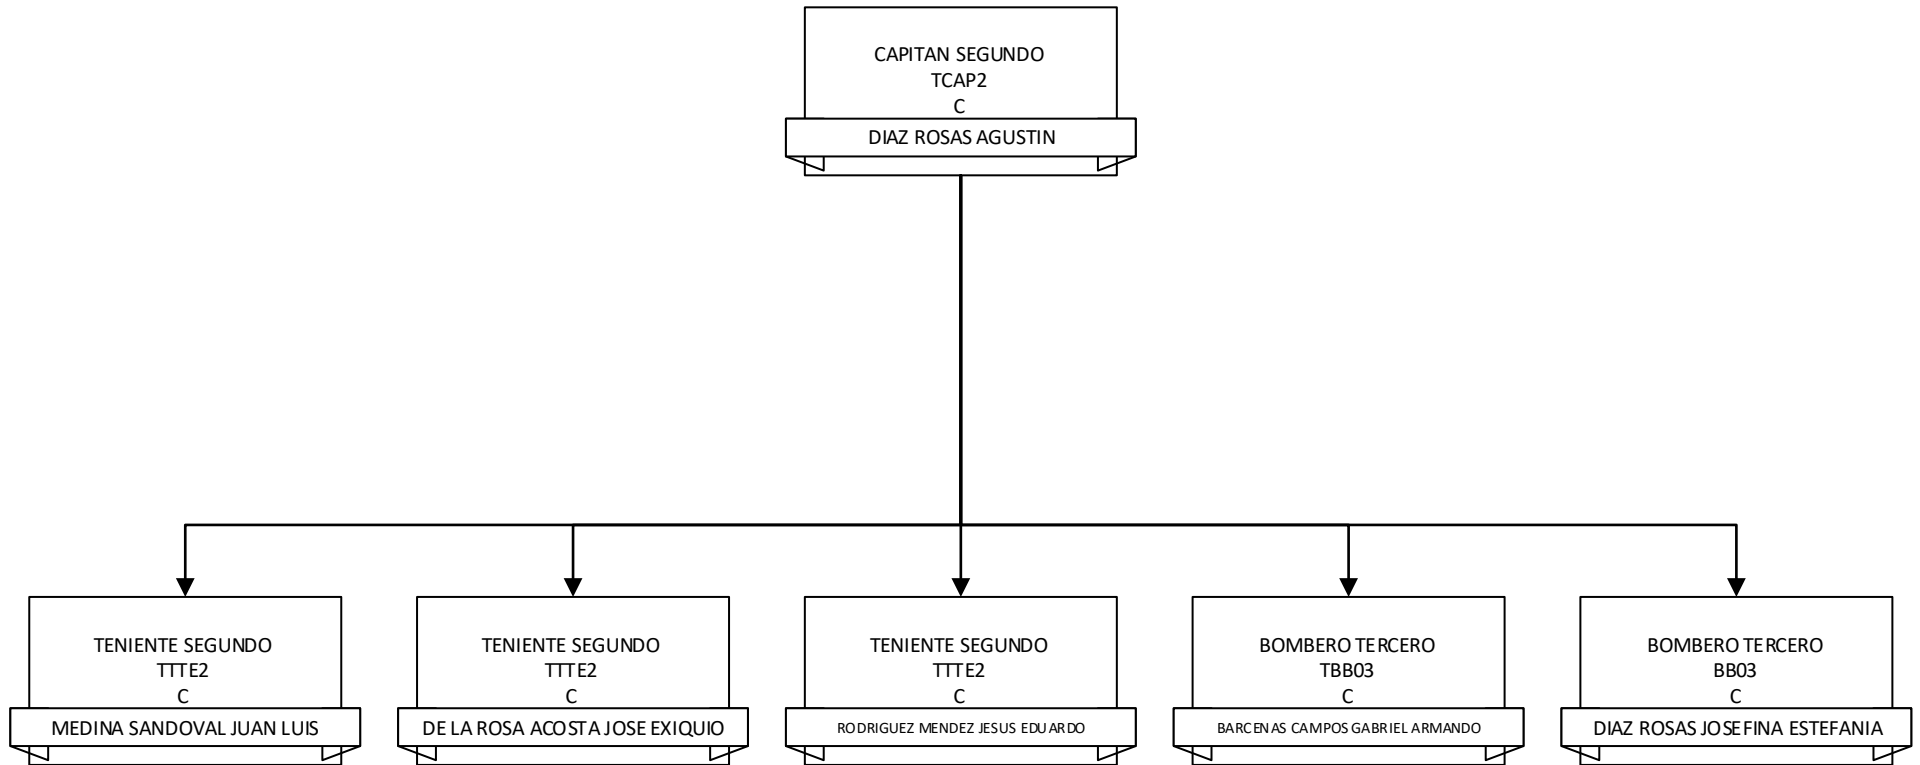 CAPITAN SEGUNDO
TCAP2
C
DIAZ ROSAS AGUSTIN
TENIENTE SEGUNDO
TTTE2
C
MEDINA SANDOVAL JUAN LUIS
TENIENTE SEGUNDO
TTTE2
C
DE LA ROSA ACOSTA JOSE EXIQUIO
TENIENTE SEGUNDO
TTTE2
C
RODRIGUEZ MENDEZ JESUS EDUARDO
BOMBERO TERCERO
TBB03
C
BARCENAS CAMPOS GABRIEL ARMANDO
BOMBERO TERCERO
BB03
C
DIAZ ROSAS JOSEFINA ESTEFANIA